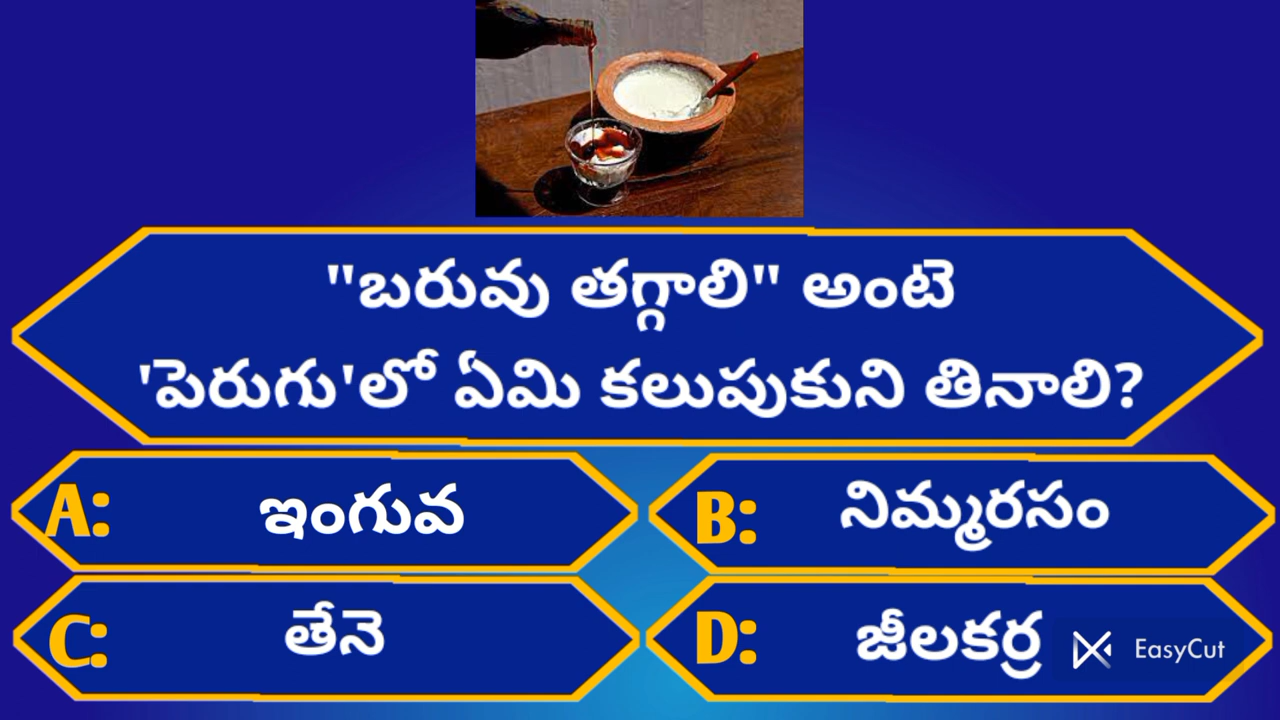 "బరువు తగ్గాలి" అంటె
'పెరుగు'లో ఏమి కలుపుకుని తినాలి?
A: ఇంగువ
B: నిమ్మరసం
C: తేనె
D: జీలకర్ర
EasyCut